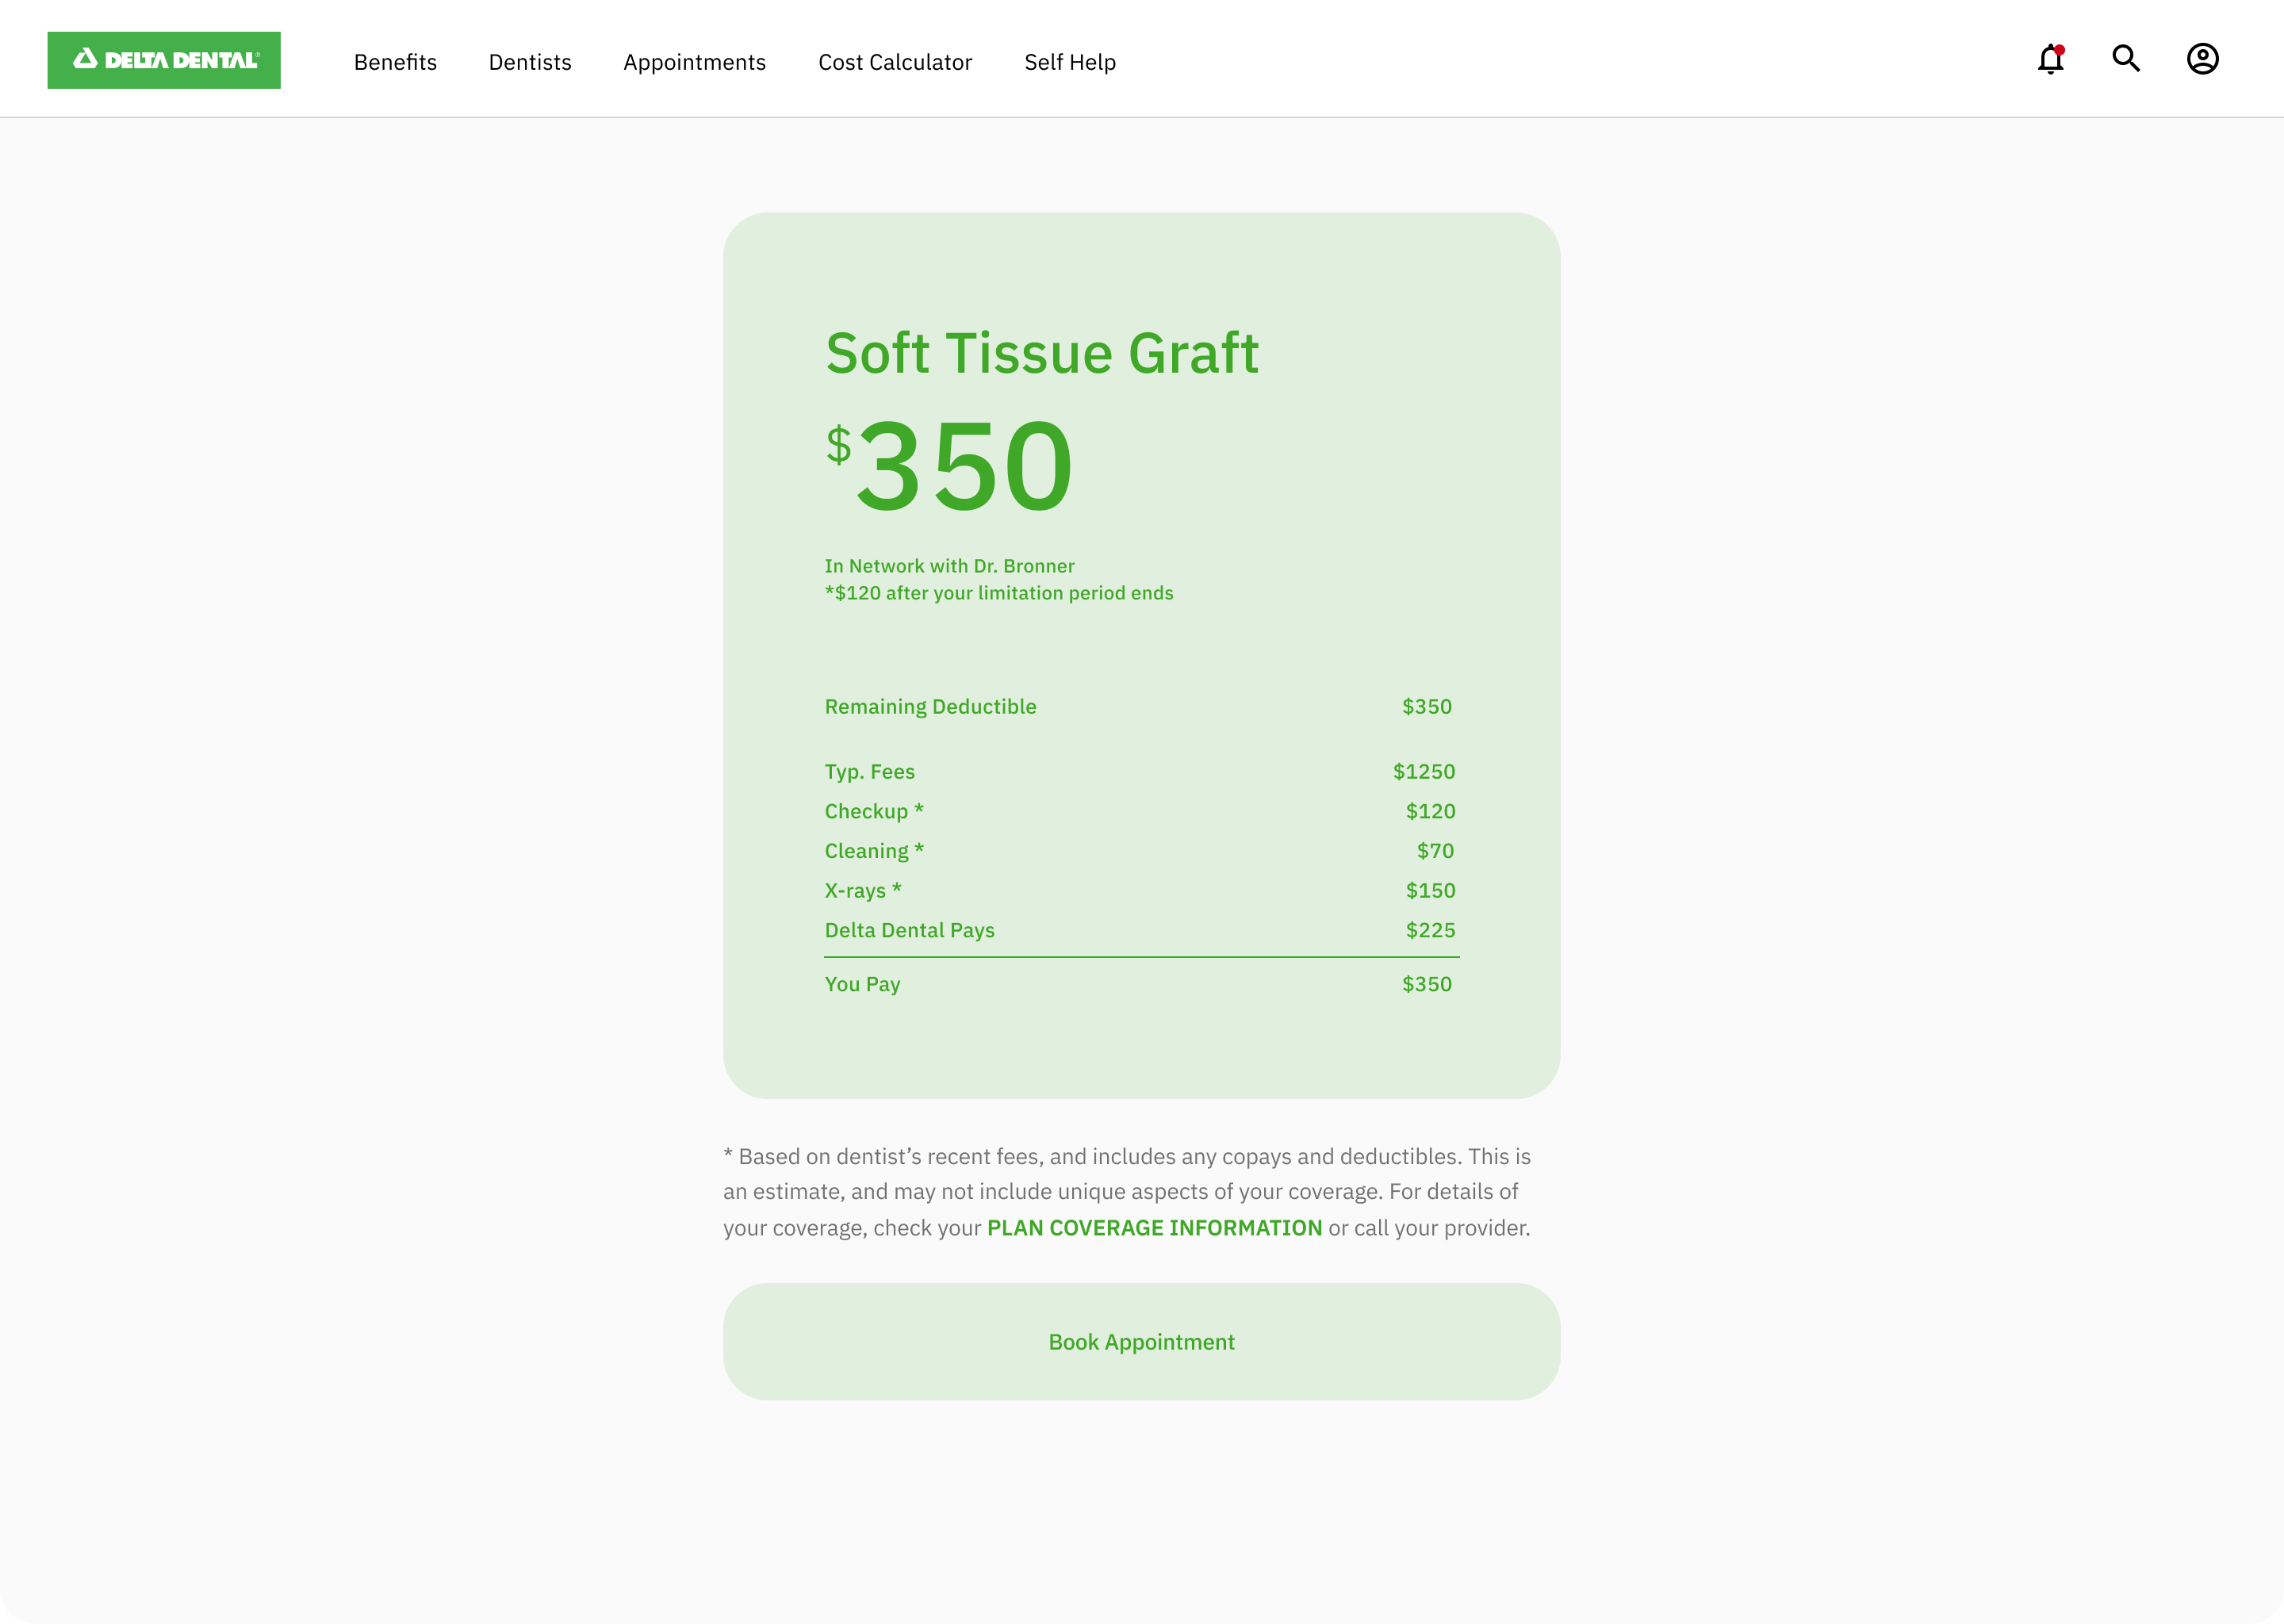 DELTA DENTAL®
Benefits
Dentists
Appointments
Cost Calculator
Self Help
Soft Tissue Graft
$350
In Network with Dr. Bronner
*$120 after your limitation period ends
Remaining Deductible $350
Typ. Fees $1250
Checkup * $120
Cleaning * $70
X-rays * $150
Delta Dental Pays $225
You Pay $350
* Based on dentist’s recent fees, and includes any copays and deductibles. This is
an estimate, and may not include unique aspects of your coverage. For details of
your coverage, check your PLAN COVERAGE INFORMATION or call your provider.
Book Appointment